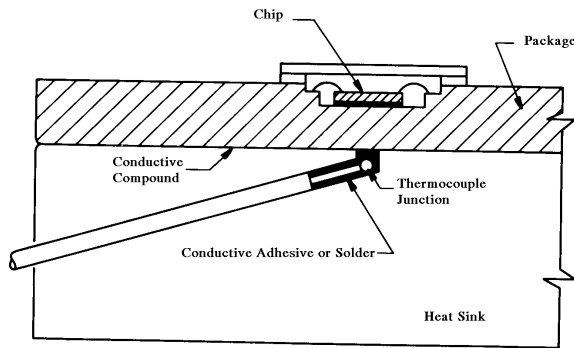 Chip
Package
Conductive
Compound
Thermocouple
Junction
Conductive Adhesive or Solder
Heat Sink